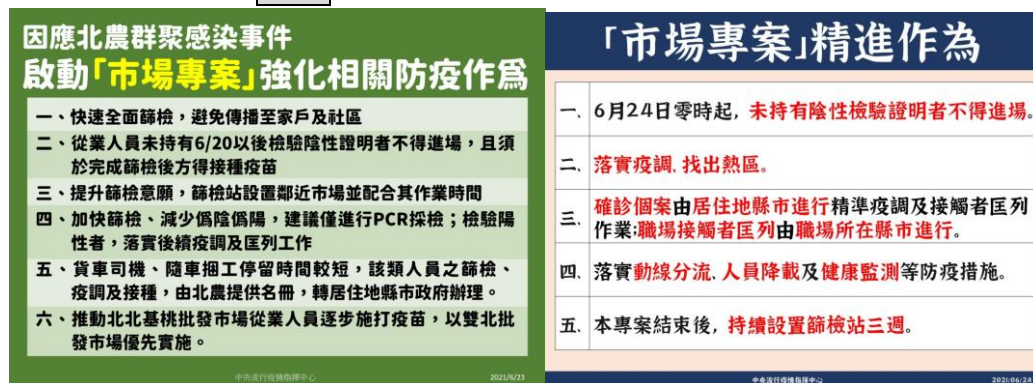 因應北農群聚感染事件
啟動「市場專案」強化相關防疫作爲
一、快速全面篩檢，避免傳播至家戶及社區
二、從業人員未持有6/20以後檢驗陰性證明者不得進場，且須
於完成篩檢後方得接種疫苗
三、提升篩檢意願，篩檢站設置鄰近市場並配合其作業時間
四、加快篩檢、減少偽陰偽陽，建議僅進行PCR採檢；檢驗陽
性者，落實後續疫調及匡列工作
五、貨車司機、隨車捆工停留時間較短，該類人員之篩檢、
疫調及接種，由北農提供名冊，轉居住地縣市政府辦理。
六、推動北北基桃批發市場從業人員逐步施打疫苗，以雙北批
發市場優先實施。
中央流行疫情指揮中心
2021/6/23
「市場專案」精進作為
一、6月24日零時起，未持有陰性檢驗證明者不得進場。
二、落實疫調、找出熱區。
三、確診個案由居住地縣市進行精準疫調及接觸者匡列
作業；職場接觸者匡列由職場所在縣市進行。
四、落實動線分流、人員降載及健康監測等防疫措施。
五、本專案結束後，持續設置篩檢站三週。
中央流行疫情指揮中心
2021/06/24